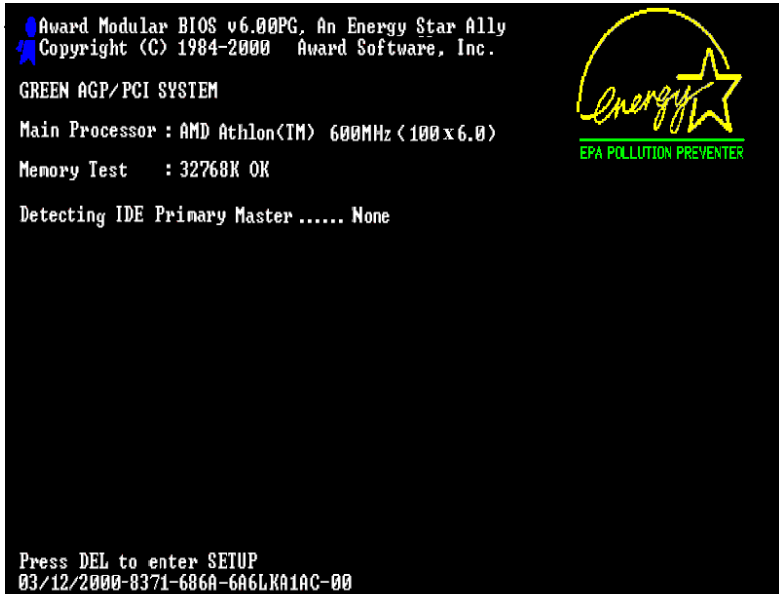 Award Modular BIOS v6.00PG, An Energy Star Ally
Copyright (C) 1984-2000 Award Software, Inc.
energy
EPA POLLUTION PREVENTER
GREEN AGP/PCI SYSTEM
Main Processor : AMD Athlon(TM) 600MHz (100x6.0)
Memory Test : 32768K OK
Detecting IDE Primary Master ...... None
Press DEL to enter SETUP
03/12/2000-8371-686A-6A6LKA1AC-00